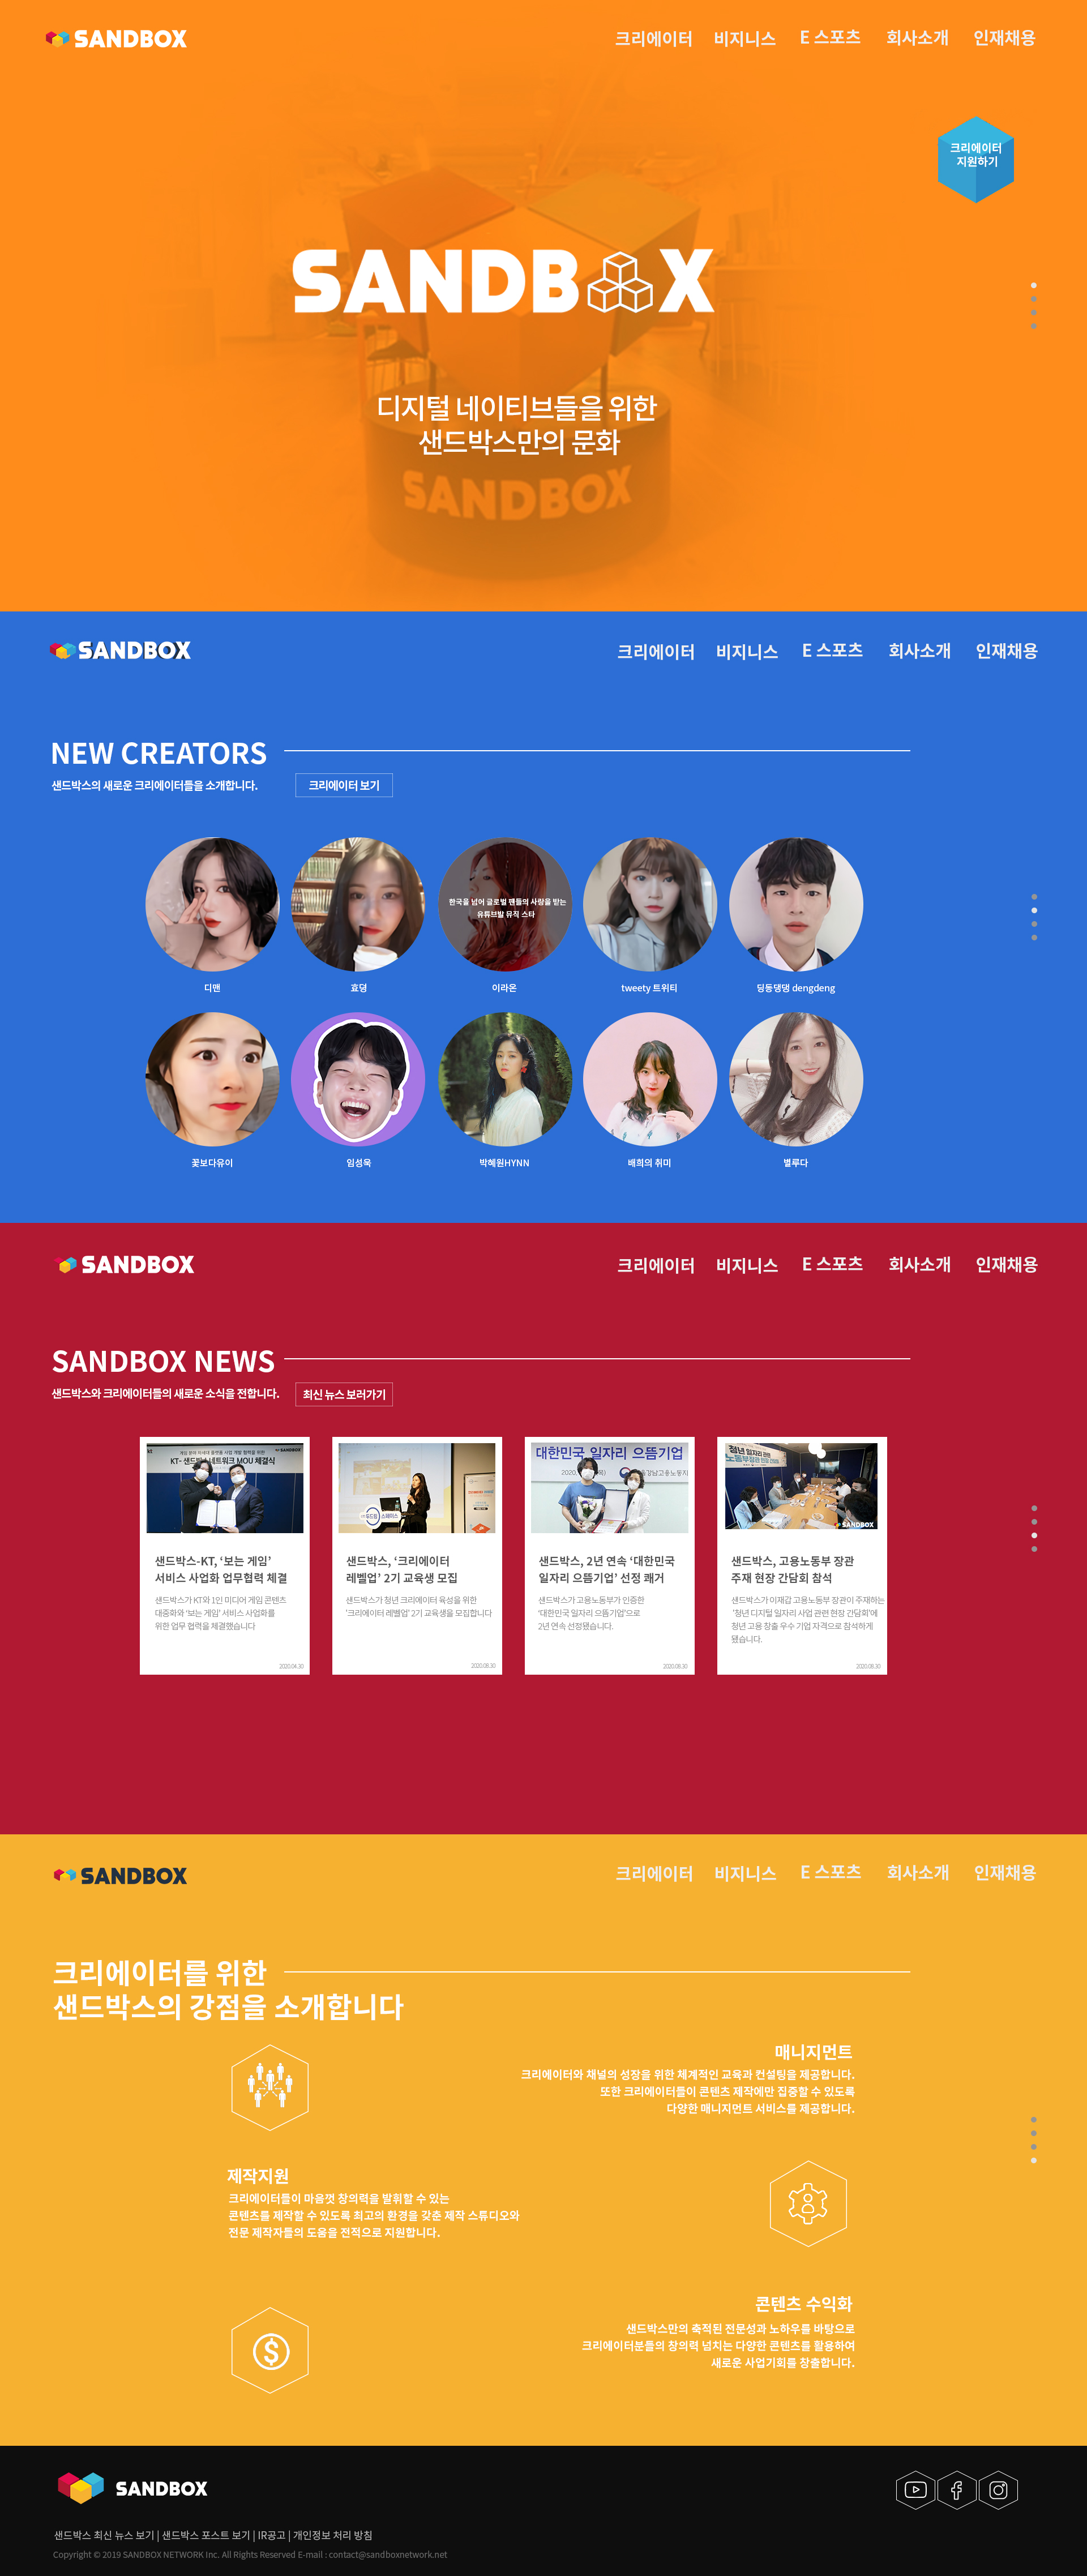 SANDBOX
크리에이터 비지니스 E 스포츠 회사소개 인재채용
크리에이터
지원하기
SANDBOX
디지털 네이티브들을 위한
샌드박스만의 문화
SANDBOX
SANDBOX
크리에이터 비지니스 E 스포츠 회사소개 인재채용
NEW CREATORS
샌드박스의 새로운 크리에이터들을 소개합니다.
크리에이터 보기
한국을 넘어 글로벌 팬들의 사랑을 받는
유튜브발 뮤직 스타
디맨 효덩 이라온 tweety 트위티 딩동댕댕 dengdeng
꽃보다유이 임성욱 박혜원HYNN 배희의 취미 별루다
SANDBOX
크리에이터 비지니스 E 스포츠 회사소개 인재채용
SANDBOX NEWS
샌드박스와 크리에이터들의 새로운 소식을 전합니다.
최신 뉴스 보러가기
KT- 샌드박스네트워크 MOU 체결식
샌드박스-KT, ‘보는 게임’
서비스 사업화 업무협력 체결
샌드박스가 KT와 1인 미디어 게임 콘텐츠
대중화와 ‘보는 게임’ 서비스 사업화를
위한 업무 협력을 체결했습니다
2020.04.30
샌드박스, ‘크리에이터
레벨업’ 2기 교육생 모집
샌드박스가 청년 크리에이터 육성을 위한
‘크리에이터 레벨업’ 2기 교육생을 모집합니다
2020.08.30
대한민국 일자리 으뜸기업
샌드박스, 2년 연속 ‘대한민국
일자리 으뜸기업’ 선정 쾌거
샌드박스가 고용노동부가 인증한
‘대한민국 일자리 으뜸기업’으로
2년 연속 선정됐습니다.
2020.08.30
청년 일자리 관련
SANDBOX
샌드박스, 고용노동부 장관
주재 현장 간담회 참석
샌드박스가 이재갑 고용노동부 장관이 주재하는
‘청년 디지털 일자리 사업 관련 현장 간담회’에
청년 고용 창출 우수 기업 자격으로 참석하게
됐습니다.
2020.08.30
SANDBOX
크리에이터 비지니스 E 스포츠 회사소개 인재채용
크리에이터를 위한
샌드박스의 강점을 소개합니다
매니지먼트
크리에이터와 채널의 성장을 위한 체계적인 교육과 컨설팅을 제공합니다.
또한 크리에이터들이 콘텐츠 제작에만 집중할 수 있도록
다양한 매니지먼트 서비스를 제공합니다.
제작지원
크리에이터들이 마음껏 창의력을 발휘할 수 있는
콘텐츠를 제작할 수 있도록 최고의 환경을 갖춘 제작 스튜디오와
전문 제작자들의 도움을 전적으로 지원합니다.
콘텐츠 수익화
샌드박스만의 축적된 전문성과 노하우를 바탕으로
크리에이터분들의 창의력 넘치는 다양한 콘텐츠를 활용하여
새로운 사업기회를 창출합니다.
SANDBOX
샌드박스 최신 뉴스 보기 | 샌드박스 포스트 보기 | IR공고 | 개인정보 처리 방침
Copyright © 2019 SANDBOX NETWORK Inc. All Rights Reserved E-mail : contact@sandboxnetwork.net